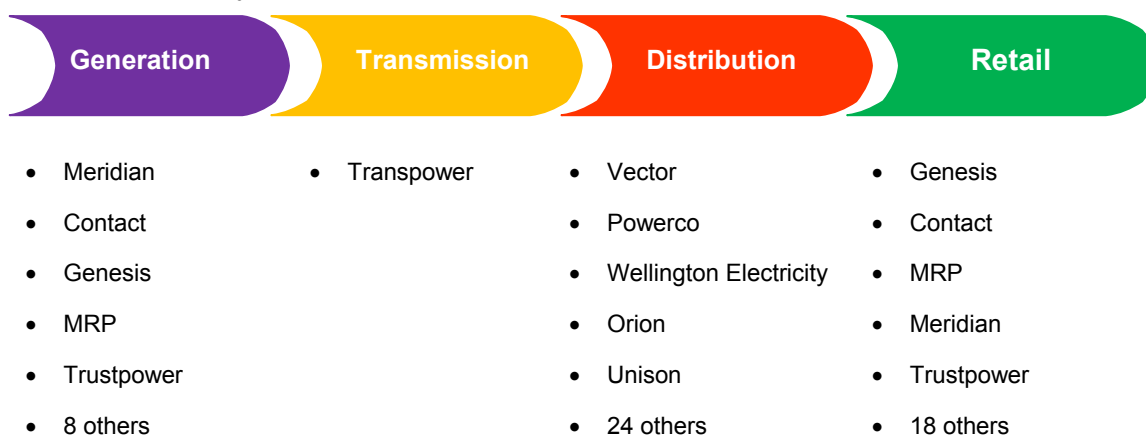 Generation
Transmission
Distribution
Retail
• Meridian
• Contact
• Genesis
• MRP
• Trustpower
• 8 others
• Transpower
• Vector
• Powerco
• Wellington Electricity
• Orion
• Unison
• 24 others
• Genesis
• Contact
• MRP
• Meridian
• Trustpower
• 18 others